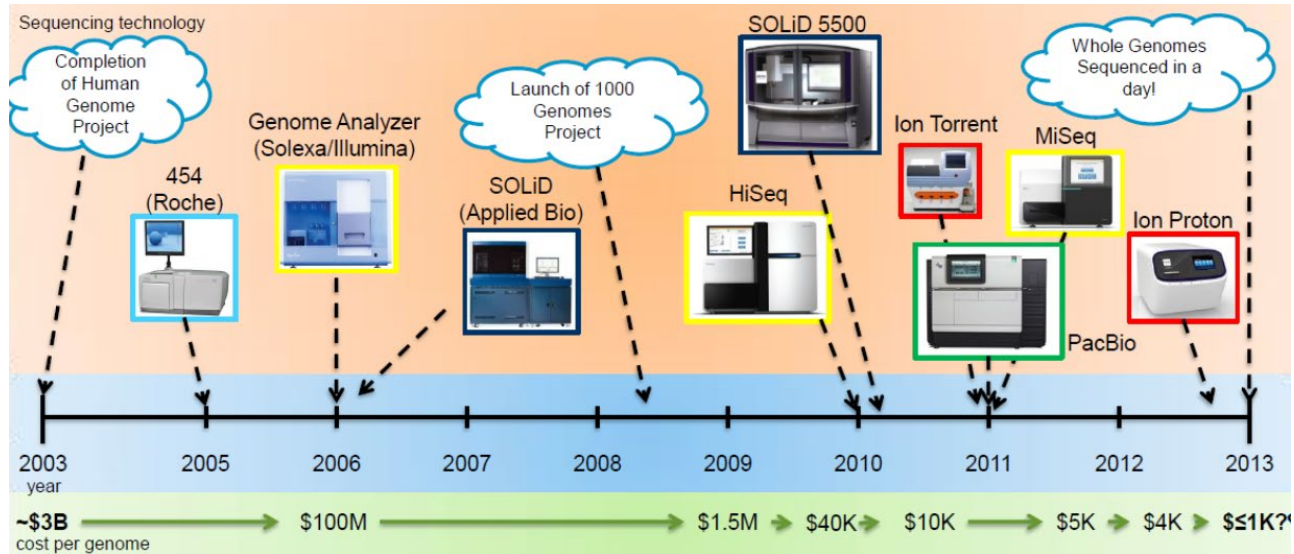 Sequencing technology
Completion
of Human
Genome
Project
454
(Roche)
Genome Analyzer
(Solexa/Illumina)
SOLiD
(Applied Bio)
Launch of 1000
Genomes
Project
SOLiD 5500
HiSeq
Ion Torrent
PacBio
MiSeq
Ion Proton
Whole Genomes
Sequenced in a
day!
2003 2005 2006 2007 2008 2009 2010 2011 2012 2013
year
~$3B $100M $1.5M $40K $10K $5K $4K $≤1K?
cost per genome